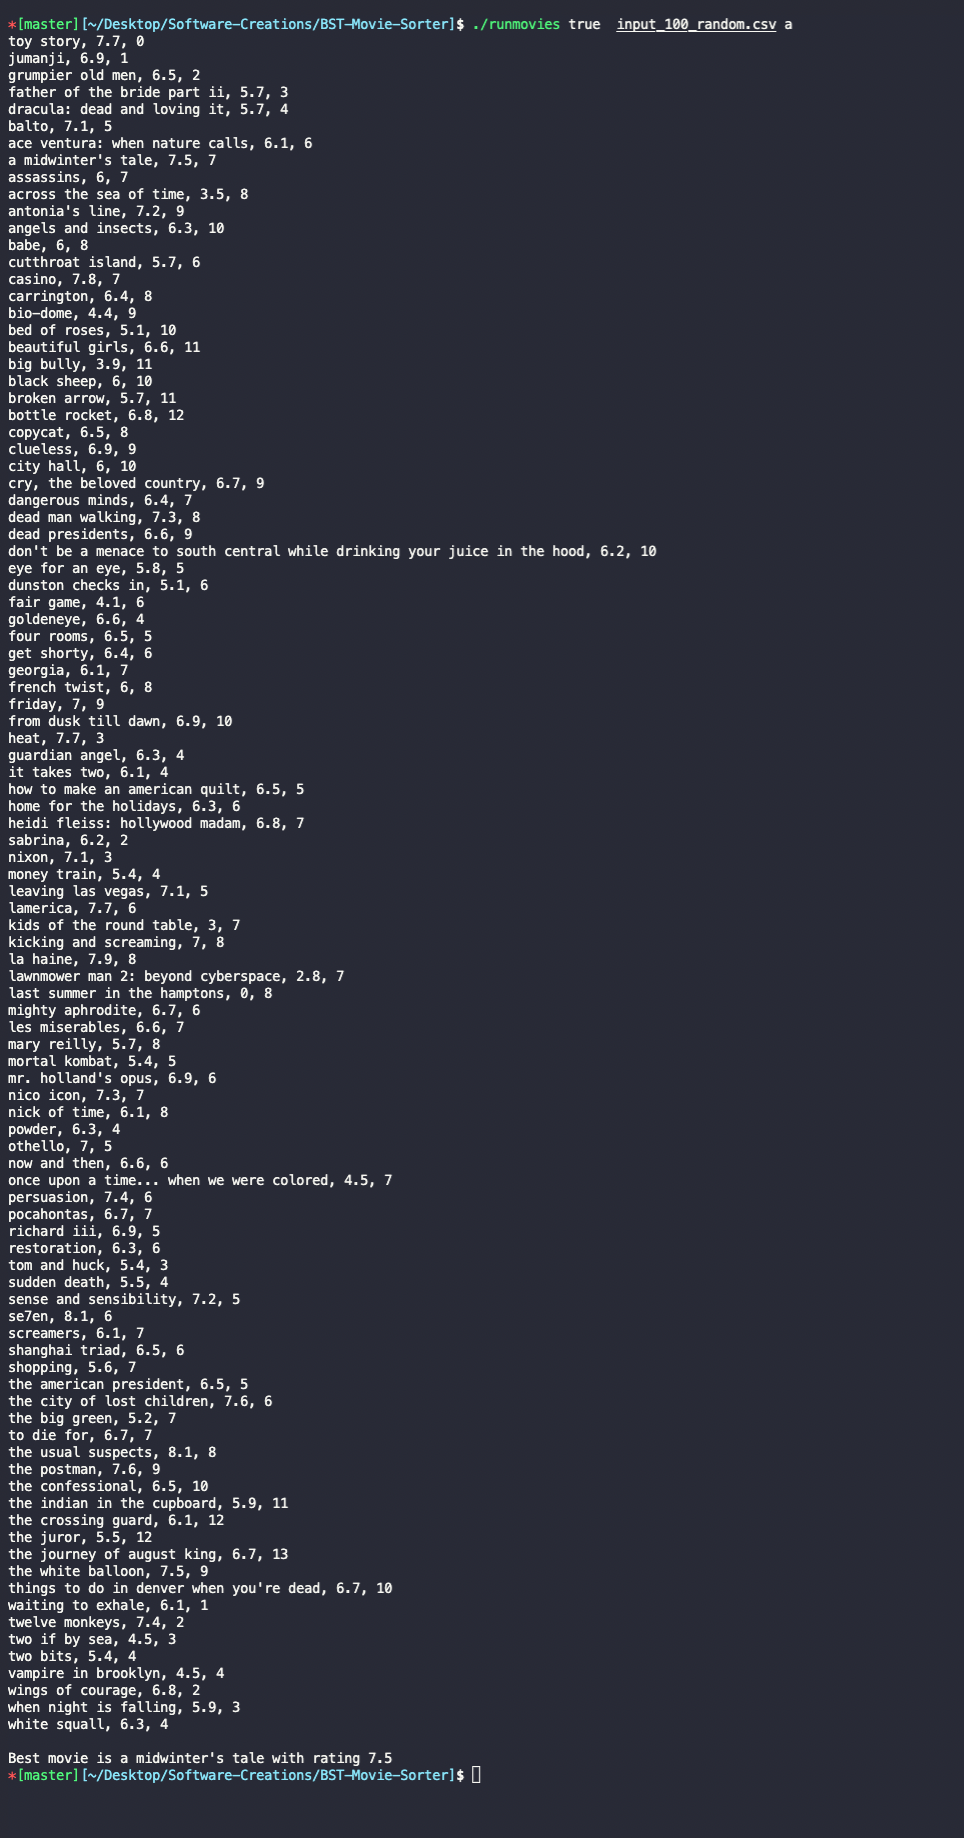 *[master][~/Desktop/Software-Creations/BST-Movie-Sorter]$ ./runmovies true  input_100_random.csv a
toy story, 7.7, 0
jumanji, 6.9, 1
grumpier old men, 6.5, 2
father of the bride part ii, 5.7, 3
dracula: dead and loving it, 5.7, 4
balto, 7.1, 5
ace ventura: when nature calls, 6.1, 6
a midwinter's tale, 7.5, 7
assassins, 6, 7
across the sea of time, 3.5, 8
antonia's line, 7.2, 9
angels and insects, 6.3, 10
babe, 6, 8
cutthroat island, 5.7, 6
casino, 7.8, 7
carrington, 6.4, 8
bio-dome, 4.4, 9
bed of roses, 5.1, 10
beautiful girls, 6.6, 11
big bully, 3.9, 11
black sheep, 6, 10
broken arrow, 5.7, 11
bottle rocket, 6.8, 12
copycat, 6.5, 8
clueless, 6.9, 9
city hall, 6, 10
cry, the beloved country, 6.7, 9
dangerous minds, 6.4, 7
dead man walking, 7.3, 8
dead presidents, 6.6, 9
don't be a menace to south central while drinking your juice in the hood, 6.2, 10
eye for an eye, 5.8, 5
dunston checks in, 5.1, 6
fair game, 4.1, 6
goldeneye, 6.6, 4
four rooms, 6.5, 5
get shorty, 6.4, 6
georgia, 6.1, 7
french twist, 6, 8
friday, 7, 9
from dusk till dawn, 6.9, 10
heat, 7.7, 3
guardian angel, 6.3, 4
it takes two, 6.1, 4
how to make an american quilt, 6.5, 5
home for the holidays, 6.3, 6
heidi fleiss: hollywood madam, 6.8, 7
sabrina, 6.2, 2
nixon, 7.1, 3
money train, 5.4, 4
leaving las vegas, 7.1, 5
lamerica, 7.7, 6
kids of the round table, 3, 7
kicking and screaming, 7, 8
la haine, 7.9, 8
lawnmower man 2: beyond cyberspace, 2.8, 7
last summer in the hamptons, 0, 8
mighty aphrodite, 6.7, 6
les miserables, 6.6, 7
mary reilly, 5.7, 8
mortal kombat, 5.4, 5
mr. holland's opus, 6.9, 6
nico icon, 7.3, 7
nick of time, 6.1, 8
powder, 6.3, 4
othello, 7, 5
now and then, 6.6, 6
once upon a time... when we were colored, 4.5, 7
persuasion, 7.4, 6
pocahontas, 6.7, 7
richard iii, 6.9, 5
restoration, 6.3, 6
tom and huck, 5.4, 3
sudden death, 5.5, 4
sense and sensibility, 7.2, 5
se7en, 8.1, 6
screamers, 6.1, 7
shanghai triad, 6.5, 6
shopping, 5.6, 7
the american president, 6.5, 5
the city of lost children, 7.6, 6
the big green, 5.2, 7
to die for, 6.7, 7
the usual suspects, 8.1, 8
the postman, 7.6, 9
the confessional, 6.5, 10
the indian in the cupboard, 5.9, 11
the crossing guard, 6.1, 12
the juror, 5.5, 12
the journey of august king, 6.7, 13
the white balloon, 7.5, 9
things to do in denver when you're dead, 6.7, 10
waiting to exhale, 6.1, 1
twelve monkeys, 7.4, 2
two if by sea, 4.5, 3
two bits, 5.4, 4
vampire in brooklyn, 4.5, 4
wings of courage, 6.8, 2
when night is falling, 5.9, 3
white squall, 6.3, 4

Best movie is a midwinter's tale with rating 7.5
*[master][~/Desktop/Software-Creations/BST-Movie-Sorter]$